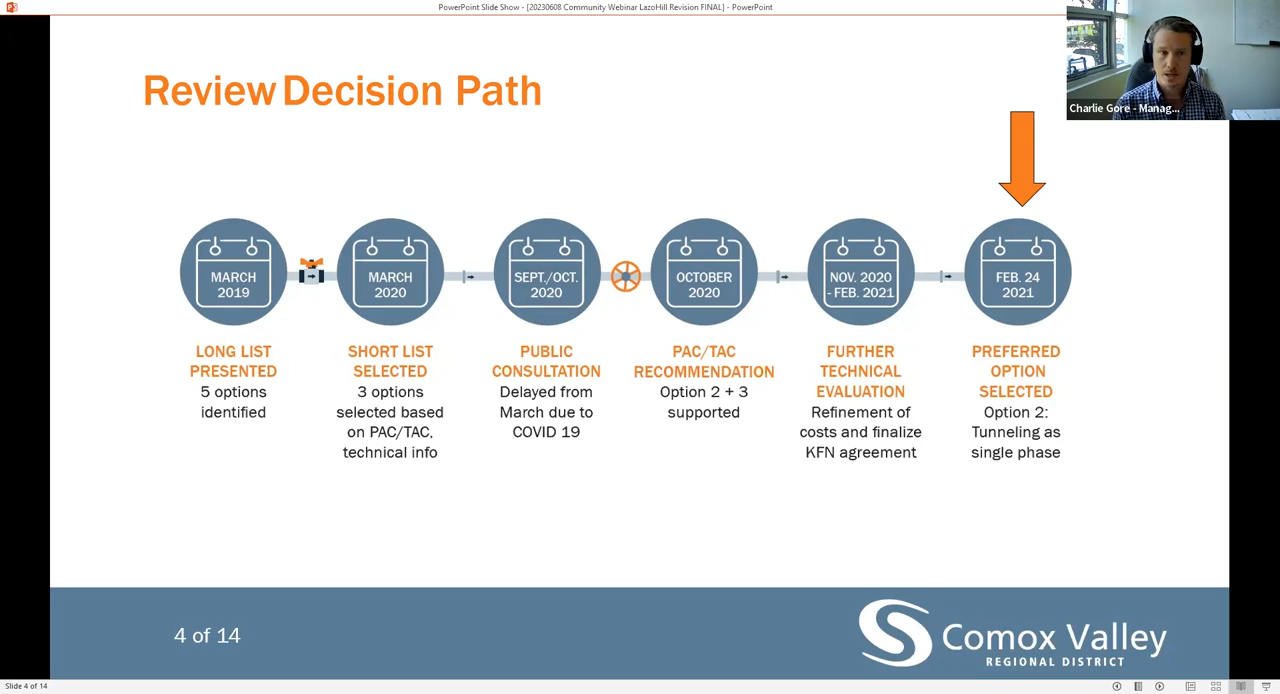 PowerPoint Slide Show - [20230608 Community Webinar LazoHill Revision FINAL] - PowerPoint
Charlie Gore - Manag...
Review Decision Path
MARCH
2019
MARCH
2020
SEPT./OCT.
2020
OCTOBER
2020
NOV. 2020
- FEB. 2021
FEB. 24
2021
LONG LIST
PRESENTED
5 options
identified
SHORT LIST
SELECTED
3 options
selected based
on PAC/TAC,
technical info
PUBLIC
CONSULTATION
Delayed from
March due to
COVID 19
PAC/TAC
RECOMMENDATION
Option 2 + 3
supported
FURTHER
TECHNICAL
EVALUATION
Refinement of
costs and finalize
KFN agreement
PREFERRED
OPTION
SELECTED
Option 2:
Tunneling as
single phase
4 of 14
Comox Valley
REGIONAL DISTRICT
Slide 4 of 14